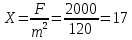 X = F/m² = 2000/120 = 17